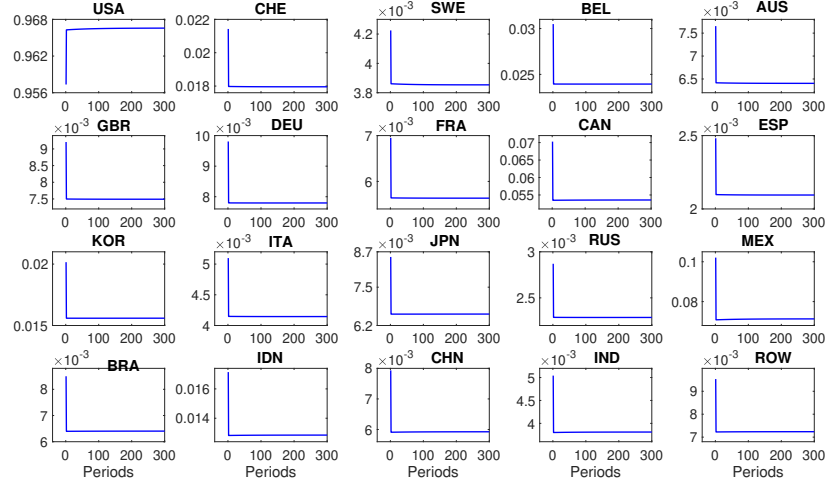 USA CHE SWE BEL AUS
0.968 0.962 0.956
0.022 0.02 0.018
×10⁻³ 4.2 4 3.8
0.03 0.025
×10⁻³ 7.5 7 6.5
0 100 200 300 0 100 200 300 0 100 200 300 0 100 200 300 0 100 200 300
GBR DEU FRA CAN ESP
×10⁻³ 9 8.5 8 7.5
×10⁻³ 10 9 8
×10⁻³ 7 6
0.07 0.065 0.06 0.055
×10⁻³ 2.5 2
0 100 200 300 0 100 200 300 0 100 200 300 0 100 200 300 0 100 200 300
KOR ITA JPN RUS MEX
0.02 0.015
×10⁻³ 5 4.5 4
×10⁻³ 8.7 7.5 6.2
×10⁻³ 3 2.5
0.1 0.08
0 100 200 300 0 100 200 300 0 100 200 300 0 100 200 300 0 100 200 300
BRA IDN CHN IND ROW
×10⁻³ 8 7 6
0.016 0.014
×10⁻³ 8 7 6
×10⁻³ 5 4.5 4
×10⁻³ 9 8 7
0 100 200 300 0 100 200 300 0 100 200 300 0 100 200 300 0 100 200 300
Periods Periods Periods Periods Periods